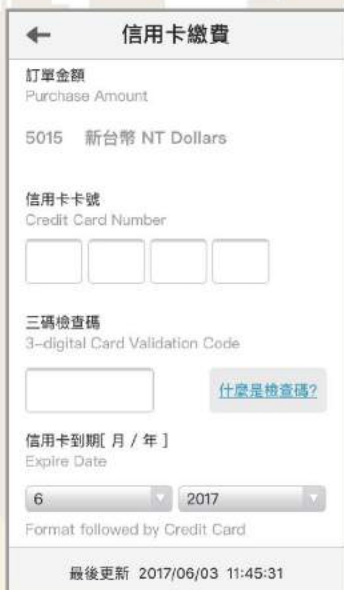 信用卡繳費
訂單金額
Purchase Amount
5015 新台幣 NT Dollars
信用卡卡號
Credit Card Number
三碼檢查碼
3-digital Card Validation Code
什麼是檢查碼?
信用卡到期[ 月 / 年 ]
Expire Date
6 2017
Format followed by Credit Card
最後更新 2017/06/03 11:45:31